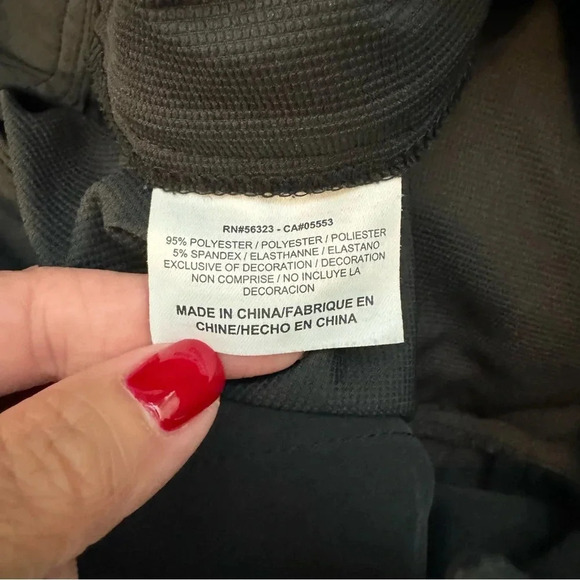 RN#56323 - CA#05553
95% POLYESTER / POLYESTER / POLIESTER
5% SPANDEX / ELASTHANNE / ELASTANO
EXCLUSIVE OF DECORATION / DECORATION
NON COMPRISE / NO INCLUYE LA
DECORACION
MADE IN CHINA/FABRIQUE EN
CHINE/HECHO EN CHINA